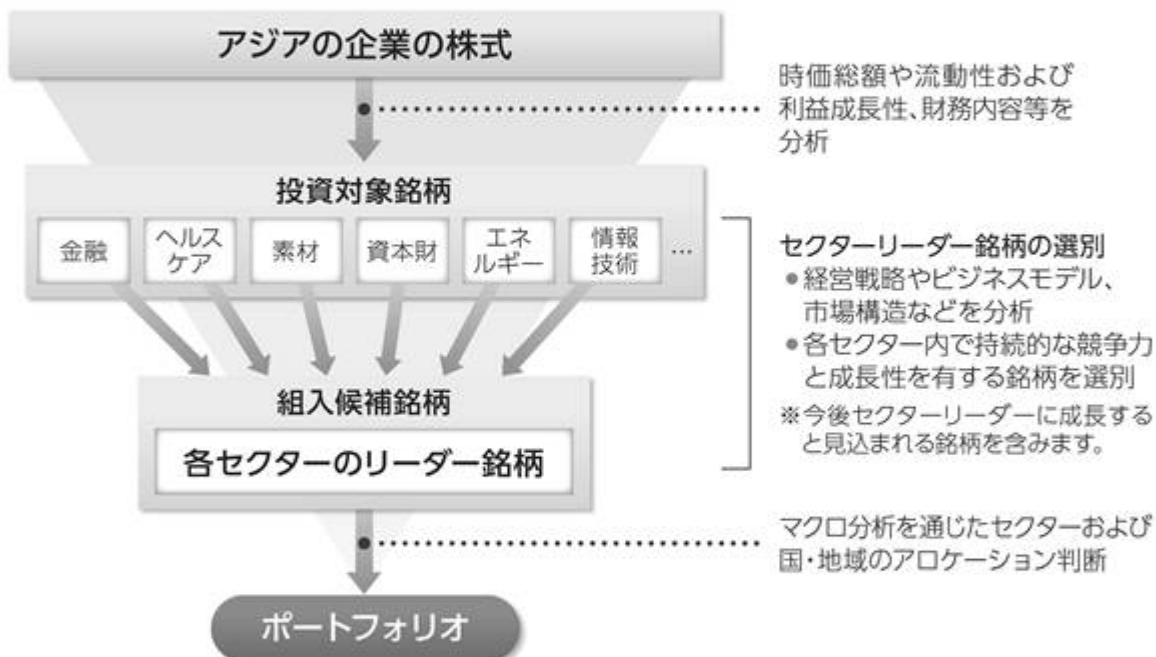 アジアの企業の株式
時価総額や流動性および
利益成長性、財務内容等を
分析
投資対象銘柄
金融
ヘルス
ケア
素材
資本財
エネ
ルギー
情報
技術
…
セクターリーダー銘柄の選別
●経営戦略やビジネスモデル、
市場構造などを分析
●各セクター内で持続的な競争力
と成長性を有する銘柄を選別
※今後セクターリーダーに成長する
と見込まれる銘柄を含みます。
組入候補銘柄
各セクターのリーダー銘柄
マクロ分析を通じたセクターおよび
国・地域のアロケーション判断
ポートフォリオ